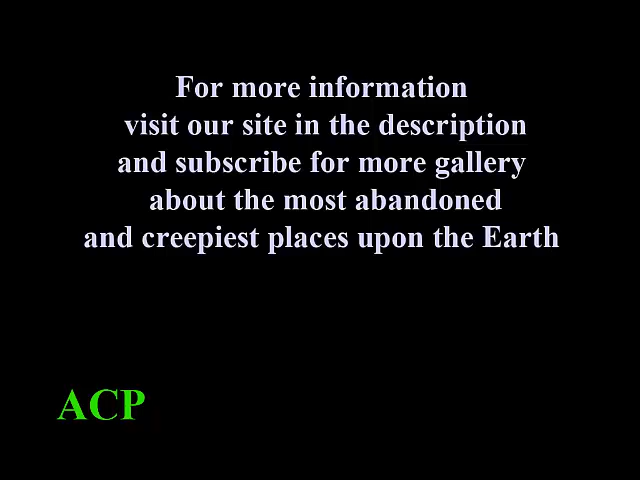 For more information
visit our site in the description
and subscribe for more gallery
about the most abandoned
and creepiest places upon the Earth
ACP